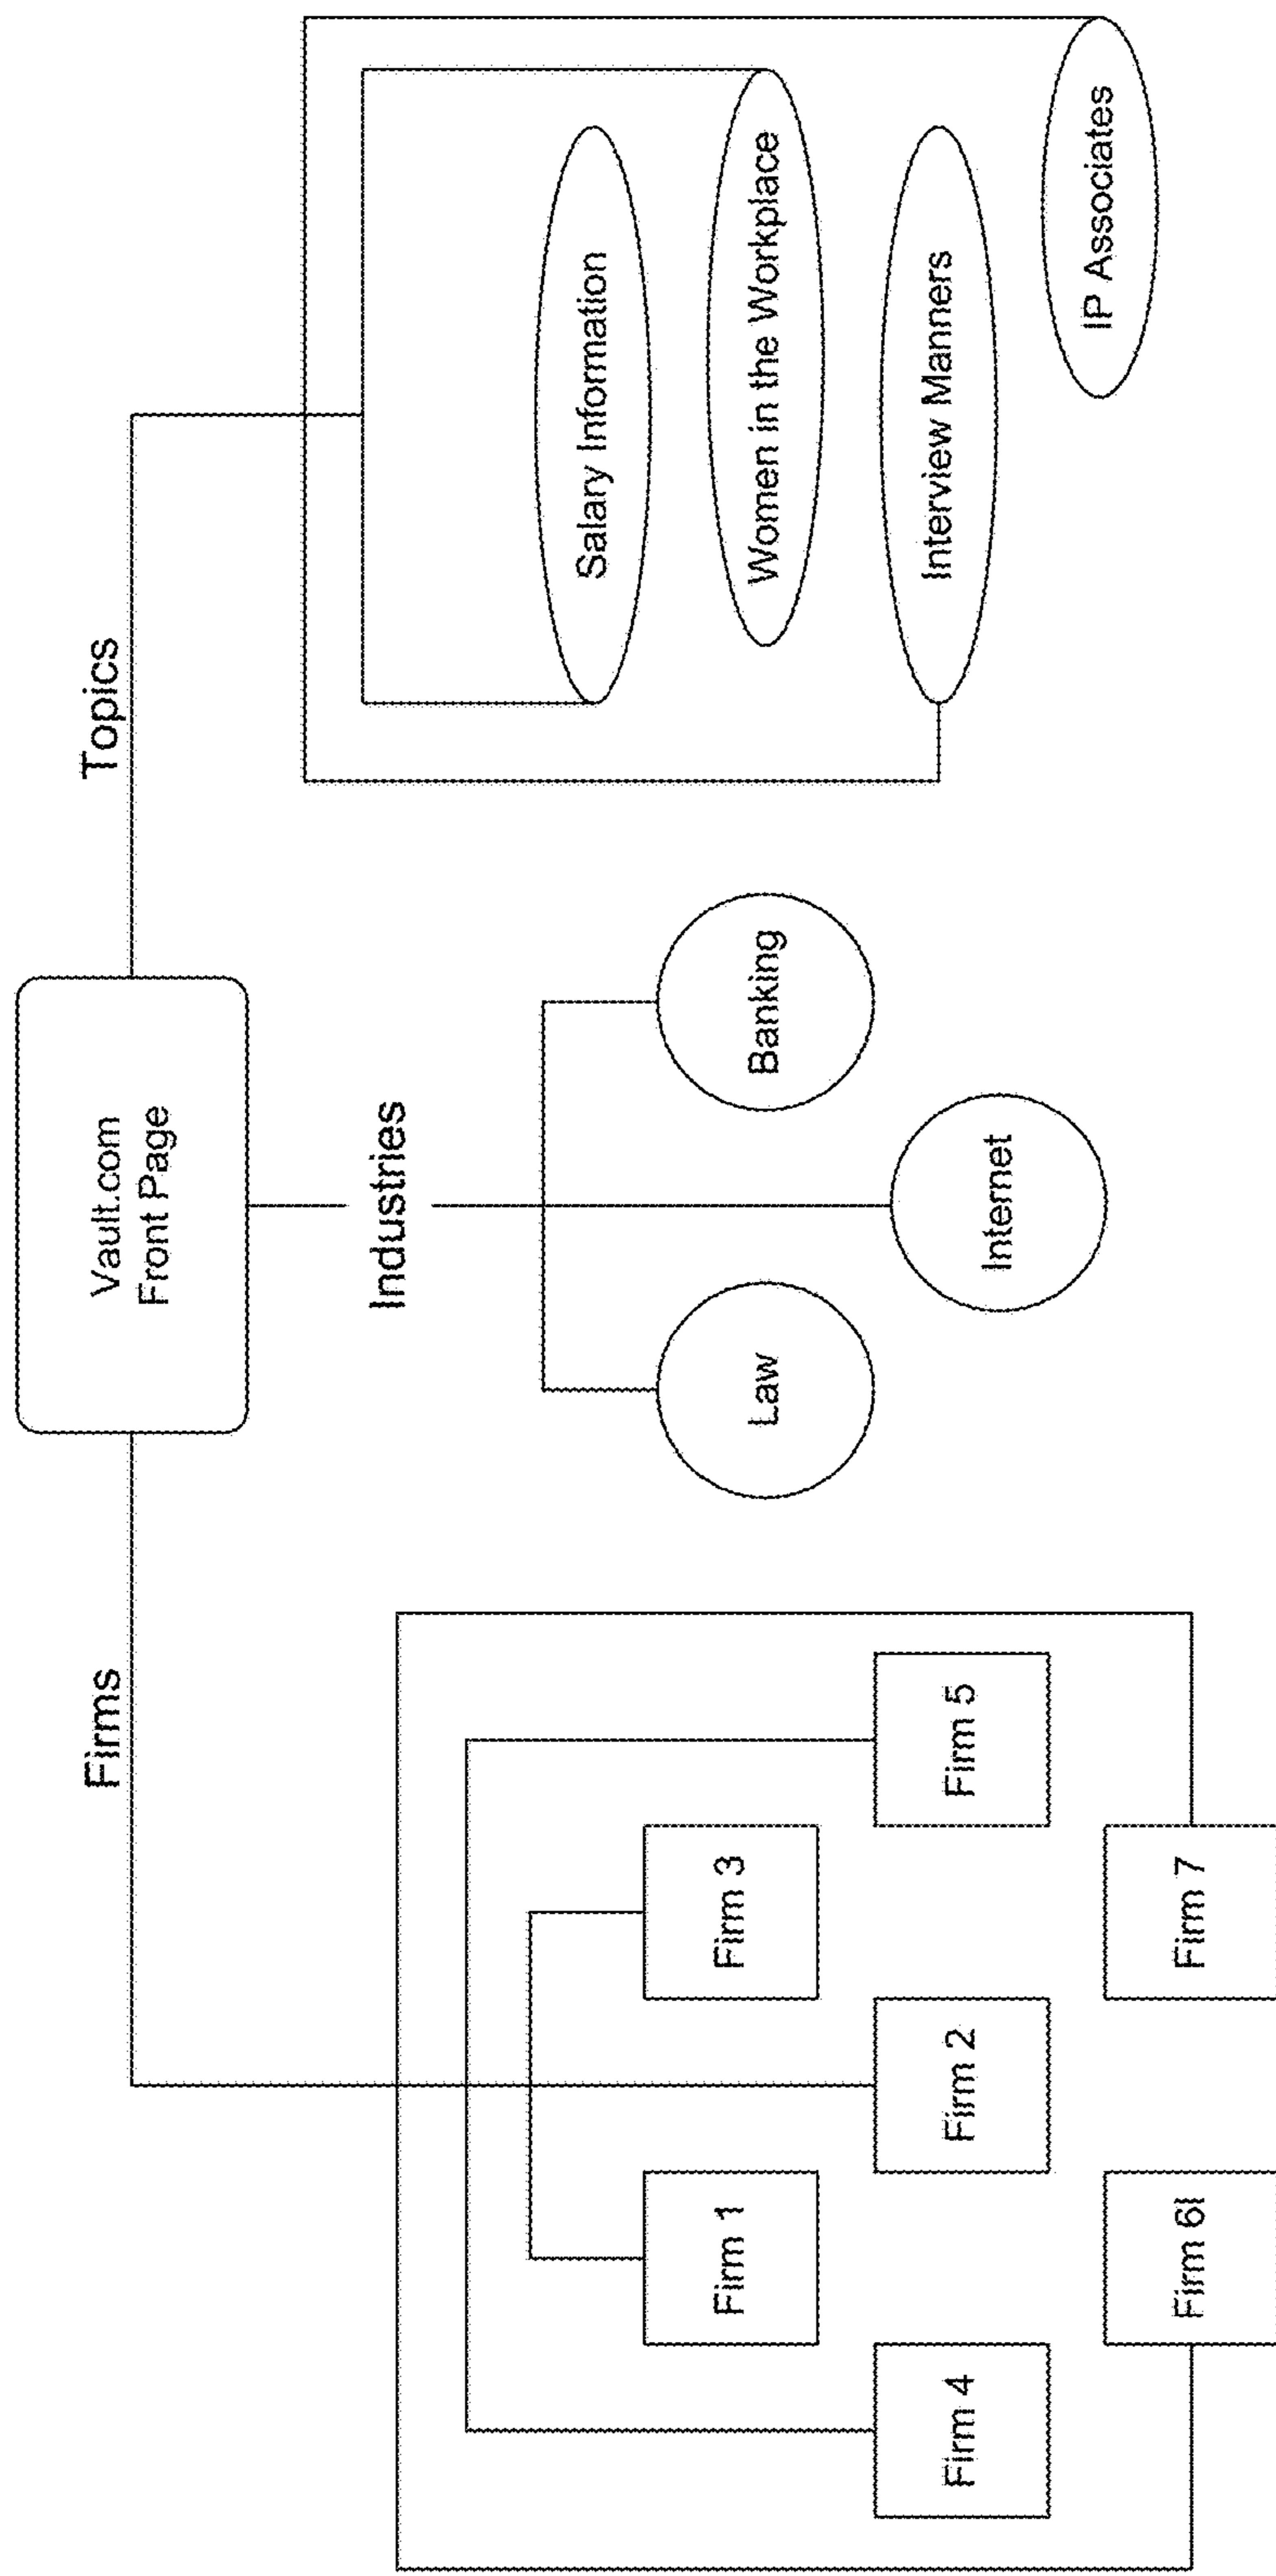 Vault.com
Front Page
Firms
Industries
Topics
Firm 1
Firm 3
Firm 4
Firm 2
Firm 5
Firm 6l
Firm 7
Law
Banking
Internet
Salary Information
Women in the Workplace
Interview Manners
IP Associates